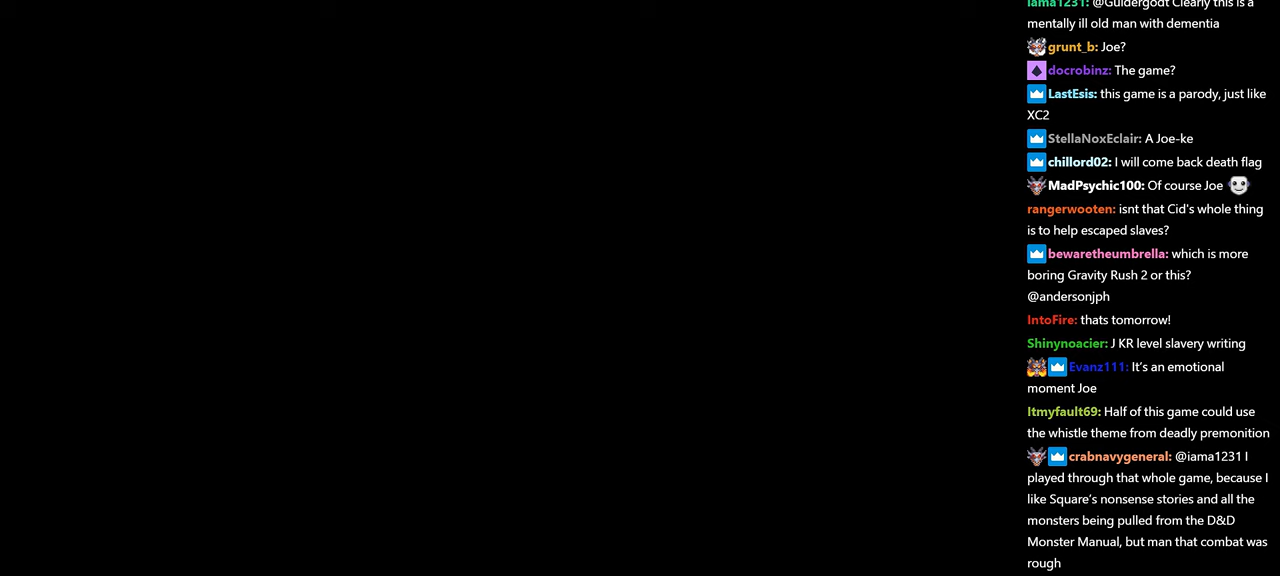 iama1231: @Guldergodt Clearly this is a
mentally ill old man with dementia
grunt_b: Joe?
docrobinz: The game?
LastEsis: this game is a parody, just like
XC2
StellaNoxEclair: A Joe-ke
chillord02: I will come back death flag
MadPsychic100: Of course Joe
rangerwooten: isnt that Cid's whole thing
is to help escaped slaves?
bewaretheumbrella: which is more
boring Gravity Rush 2 or this?
@andersonjph
IntoFire: thats tomorrow!
Shinynoacier: J KR level slavery writing
Evanz111: It’s an emotional
moment Joe
Itmyfault69: Half of this game could use
the whistle theme from deadly premonition
crabnavygeneral: @iama1231 I
played through that whole game, because I
like Square’s nonsense stories and all the
monsters being pulled from the D&D
Monster Manual, but man that combat was
rough